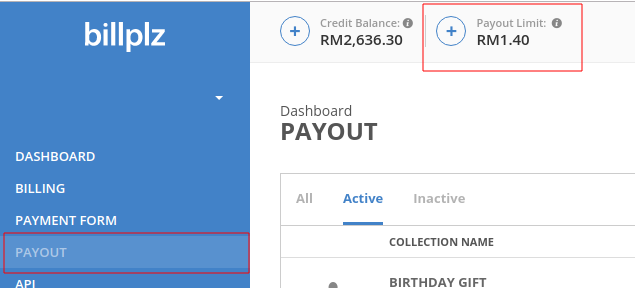 billplz
Credit Balance:
RM2,636.30
Payout Limit:
RM1.40
DASHBOARD
BILLING
PAYMENT FORM
PAYOUT
API
Dashboard
PAYOUT
All Active Inactive
COLLECTION NAME
BIRTHDAY GIFT